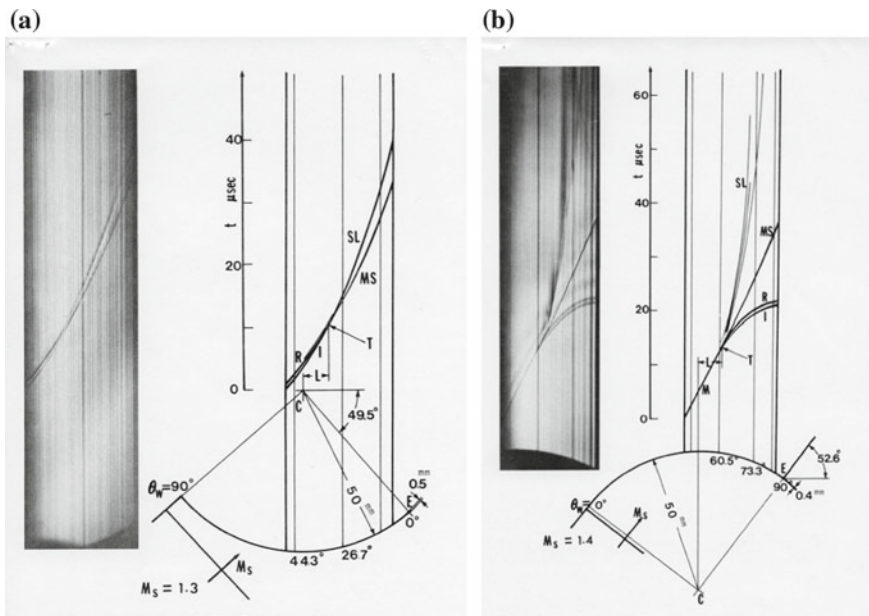 (a)
40
t μsec
20
0
SL
MS
R
I
T
L
C
49.5°
50 mm
mm
0.5
E
0°
θw=90°
44.3°
26.7°
Ms
Ms = 1.3
(b)
60
t μsec
40
20
0
SL
MS
R
I
L
T
M
60.5°
73.3°
E
52.6°
90°
0.4 mm
50 mm
θw=0°
Ms
Ms = 1.4
C